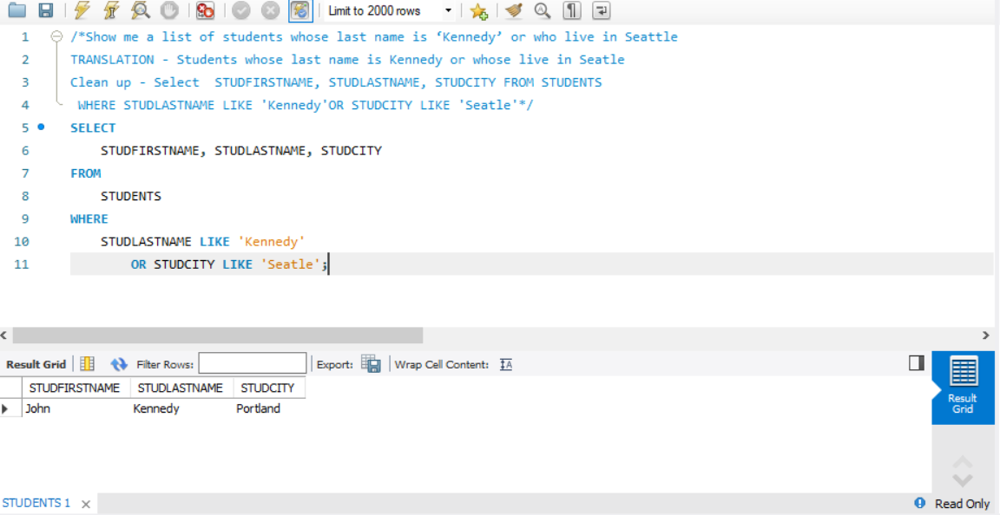 Limit to 2000 rows
1 /*Show me a list of students whose last name is ‘Kennedy’ or who live in Seattle
2 TRANSLATION - Students whose last name is Kennedy or whose live in Seatle
3 Clean up - Select  STUDFIRSTNAME, STUDLASTNAME, STUDCITY FROM STUDENTS
4 WHERE STUDLASTNAME LIKE 'Kennedy'OR STUDCITY LIKE 'Seatle'*/
5 SELECT
6 STUDFIRSTNAME, STUDLASTNAME, STUDCITY
7 FROM
8 STUDENTS
9 WHERE
10 STUDLASTNAME LIKE 'Kennedy'
11 OR STUDCITY LIKE 'Seatle';
Result Grid Filter Rows: Export: Wrap Cell Content: IA
STUDFIRSTNAME STUDLASTNAME STUDCITY
John Kennedy Portland
Result
Grid
STUDENTS 1 × Read Only